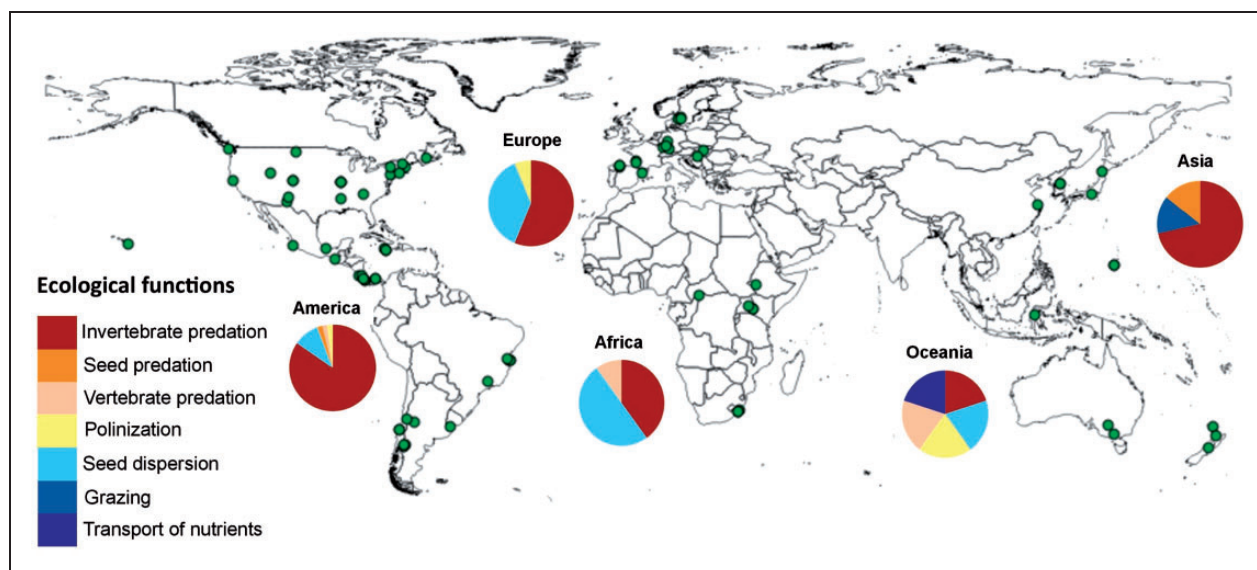 Europe
Asia
Ecological functions
America
Invertebrate predation
Africa
Oceania
Seed predation
Vertebrate predation
Polinization
Seed dispersion
Grazing
Transport of nutrients